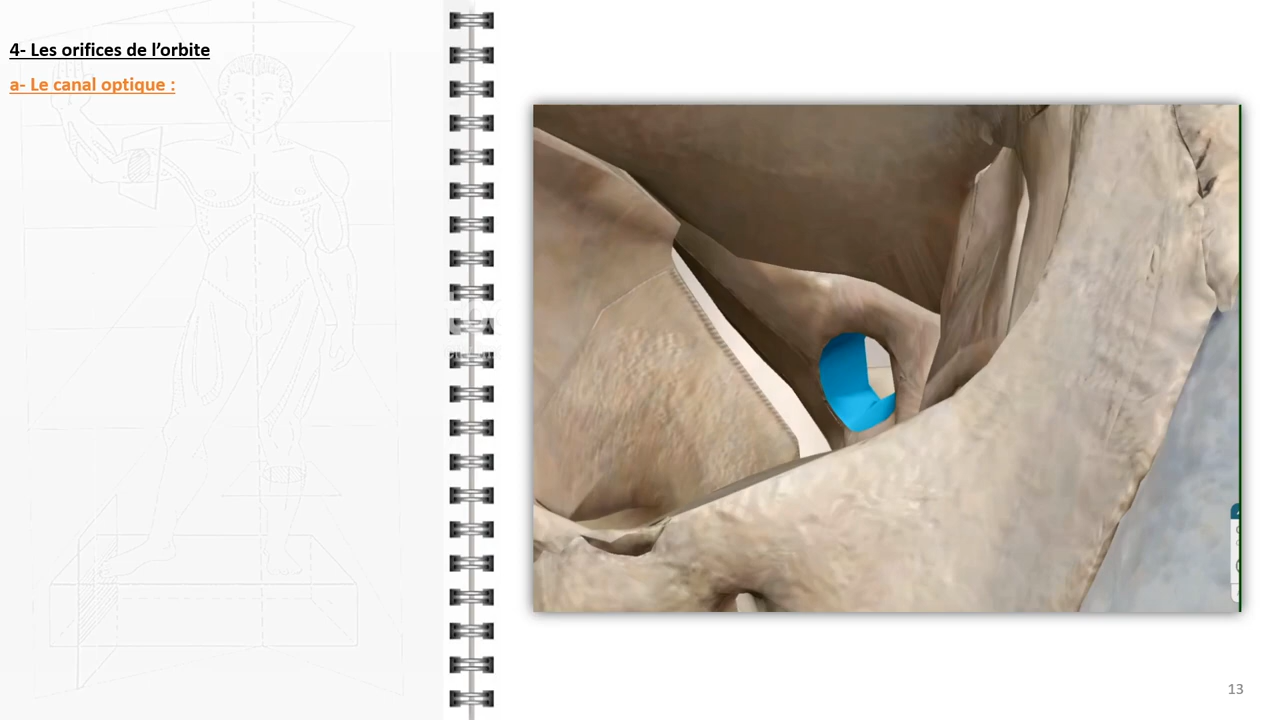 4- Les orifices de l’orbite
a- Le canal optique :
13